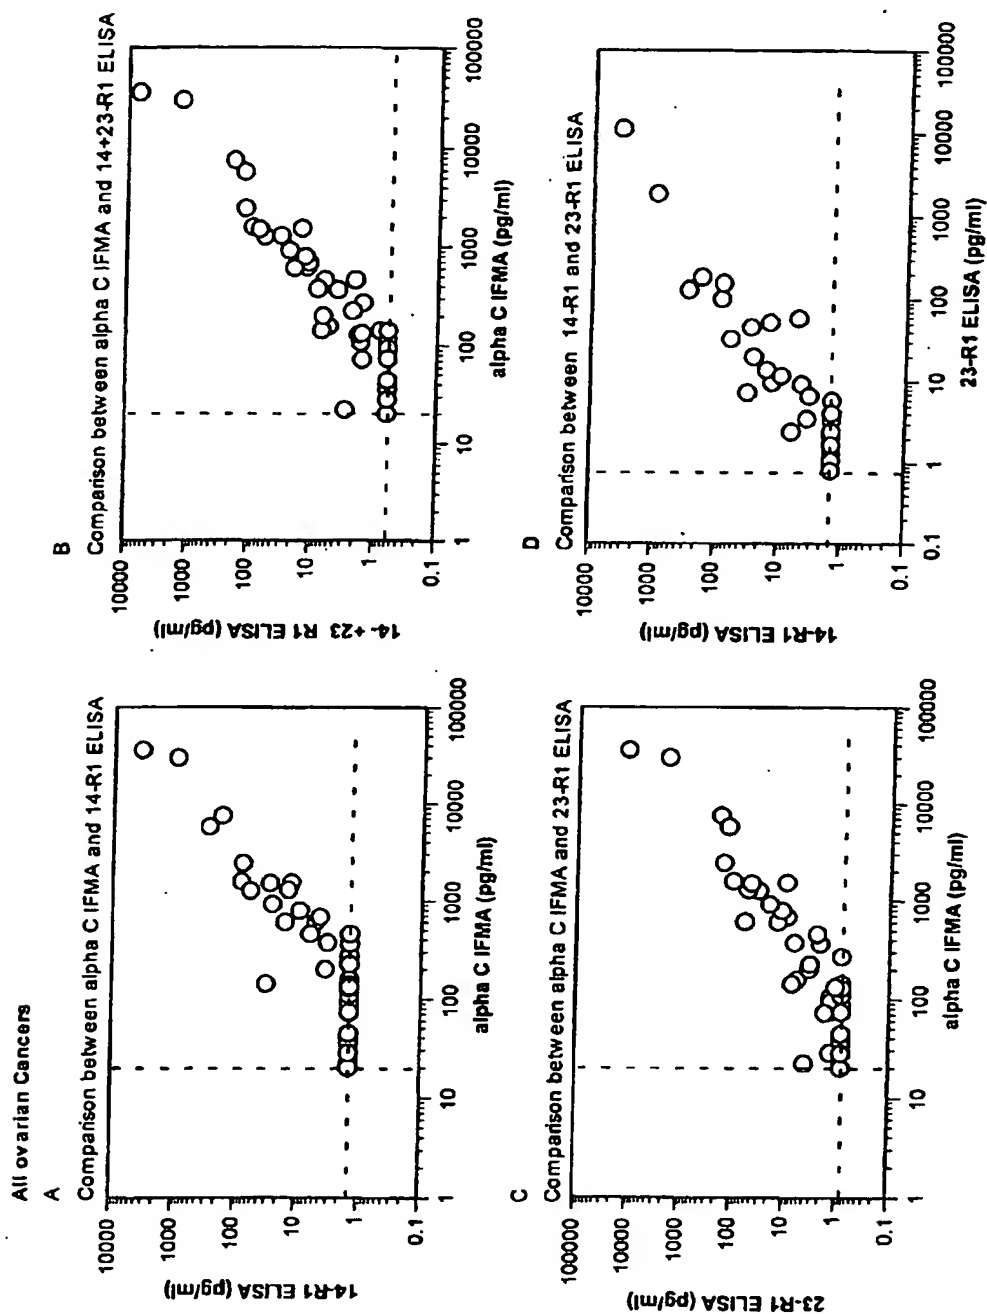 All ovarian Cancers
A
Comparison between alpha C IFMA and 14-R1 ELISA
14-R1 ELISA (pg/ml)
10000
1000
100
10
1
0.1
1
10
100
1000
10000
100000
alpha C IFMA (pg/ml)
B
Comparison between alpha C IFMA and 14+23-R1 ELISA
14-+23 R1 ELISA (pg/ml)
10000
1000
100
10
1
0.1
1
10
100
1000
10000
100000
alpha C IFMA (pg/ml)
C
Comparison between alpha C IFMA and 23-R1 ELISA
23-R1 ELISA (pg/ml)
100000
10000
1000
100
10
1
0.1
1
10
100
1000
10000
100000
alpha C IFMA (pg/ml)
D
Comparison between 14-R1 and 23-R1 ELISA
14-R1 ELISA (pg/ml)
10000
1000
100
10
1
0.1
0.1
1
10
100
1000
10000
100000
23-R1 ELISA (pg/ml)